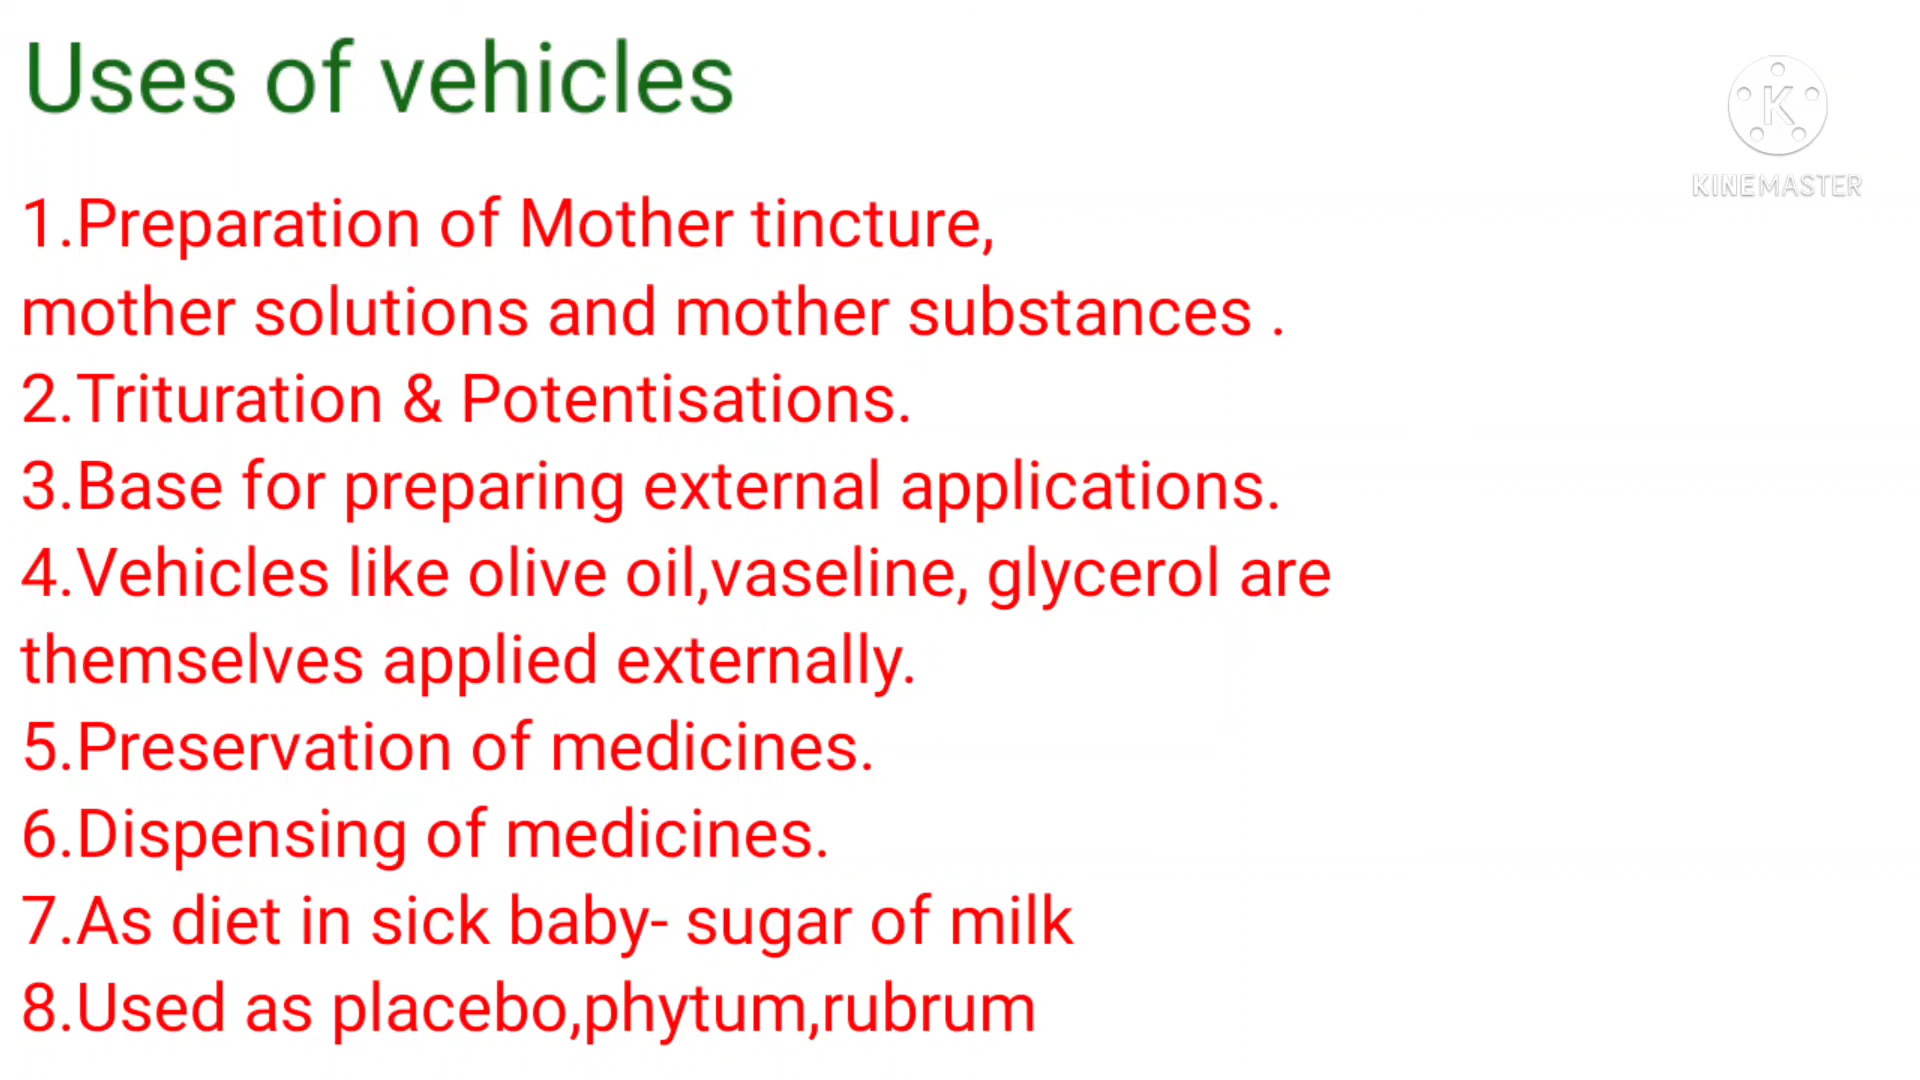 Uses of vehicles
K
KINEMASTER
1.Preparation of Mother tincture,
mother solutions and mother substances .
2.Trituration & Potentisations.
3.Base for preparing external applications.
4.Vehicles like olive oil,vaseline, glycerol are
themselves applied externally.
5.Preservation of medicines.
6.Dispensing of medicines.
7.As diet in sick baby- sugar of milk
8.Used as placebo,phytum,rubrum